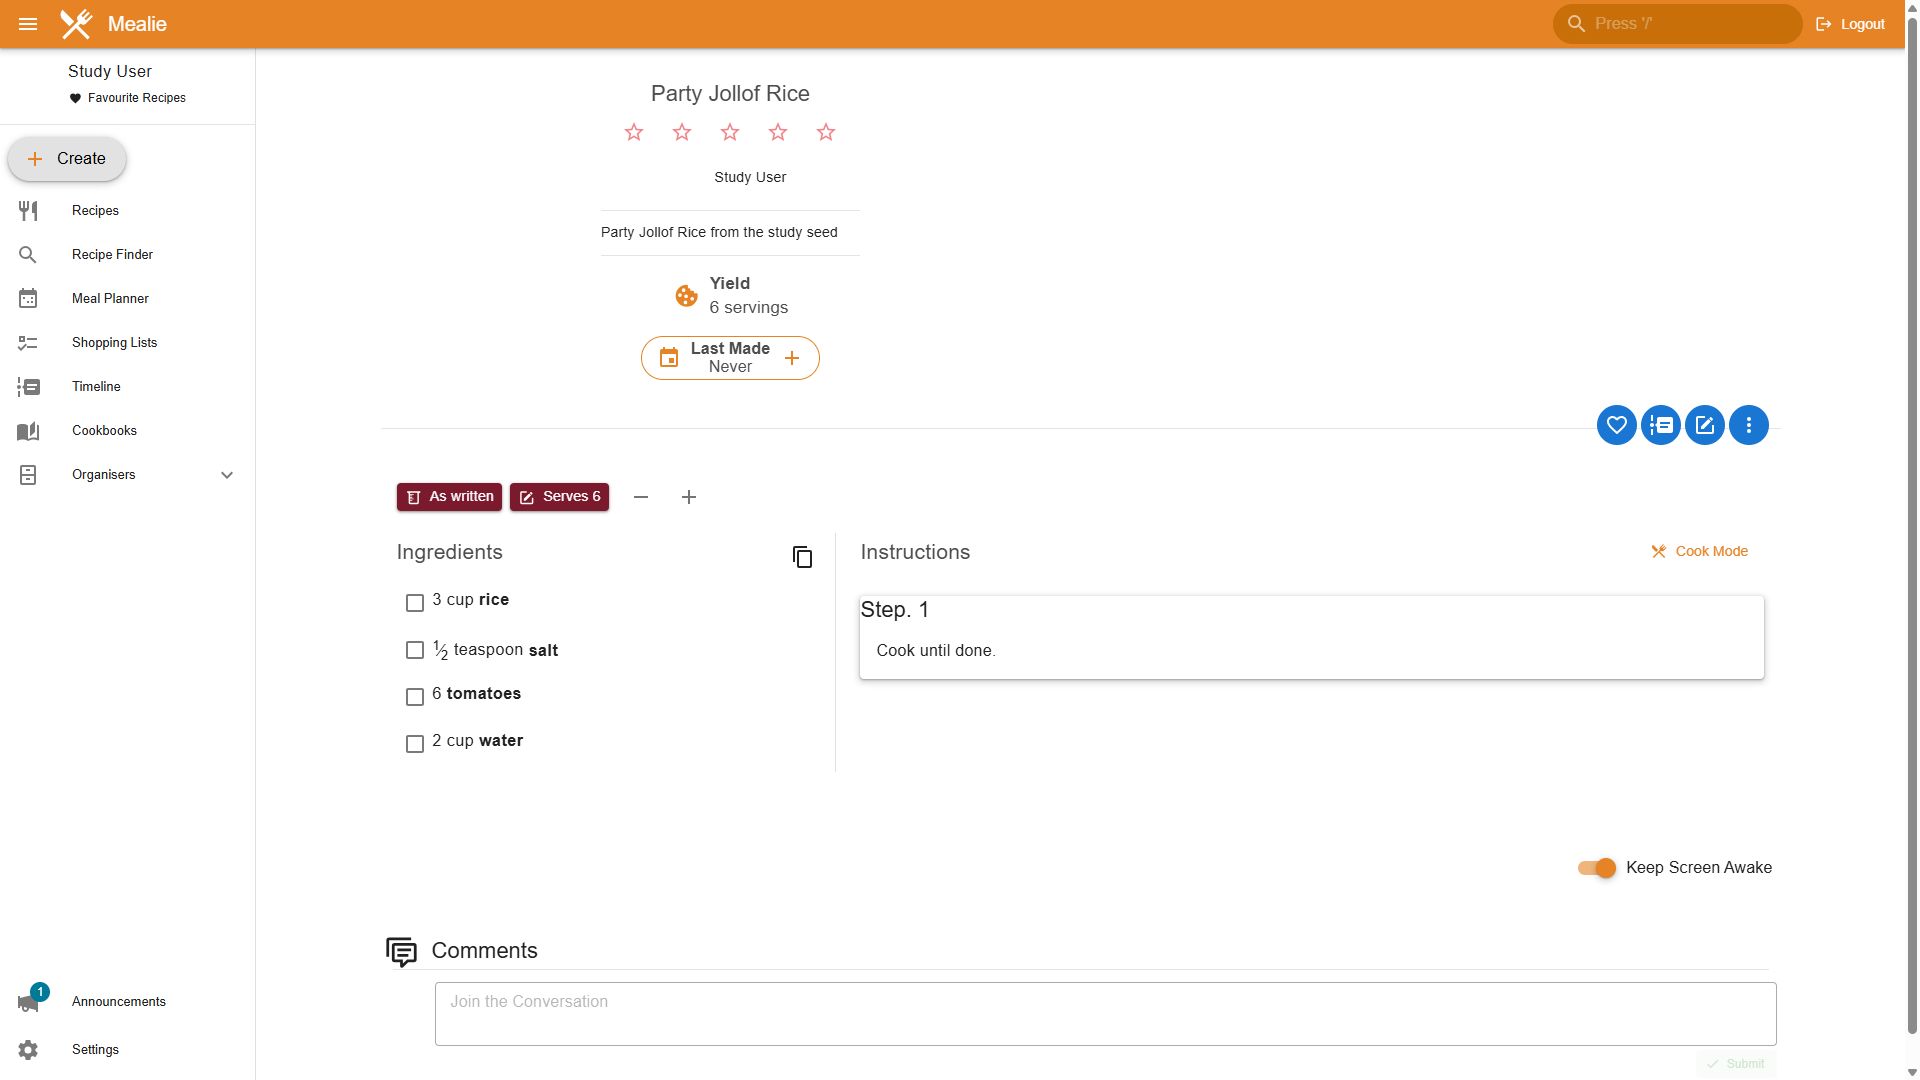 Mealie
Press '/'
Logout
Study User
Favourite Recipes
Create
Recipes
Recipe Finder
Meal Planner
Shopping Lists
Timeline
Cookbooks
Organisers
1
Announcements
Settings
Party Jollof Rice
Study User
Party Jollof Rice from the study seed
Yield
6 servings
Last Made
Never
As written
Serves 6
Ingredients
3 cup rice
½ teaspoon salt
6 tomatoes
2 cup water
Instructions
Cook Mode
Step. 1
Cook until done.
Keep Screen Awake
Comments
Join the Conversation
Submit